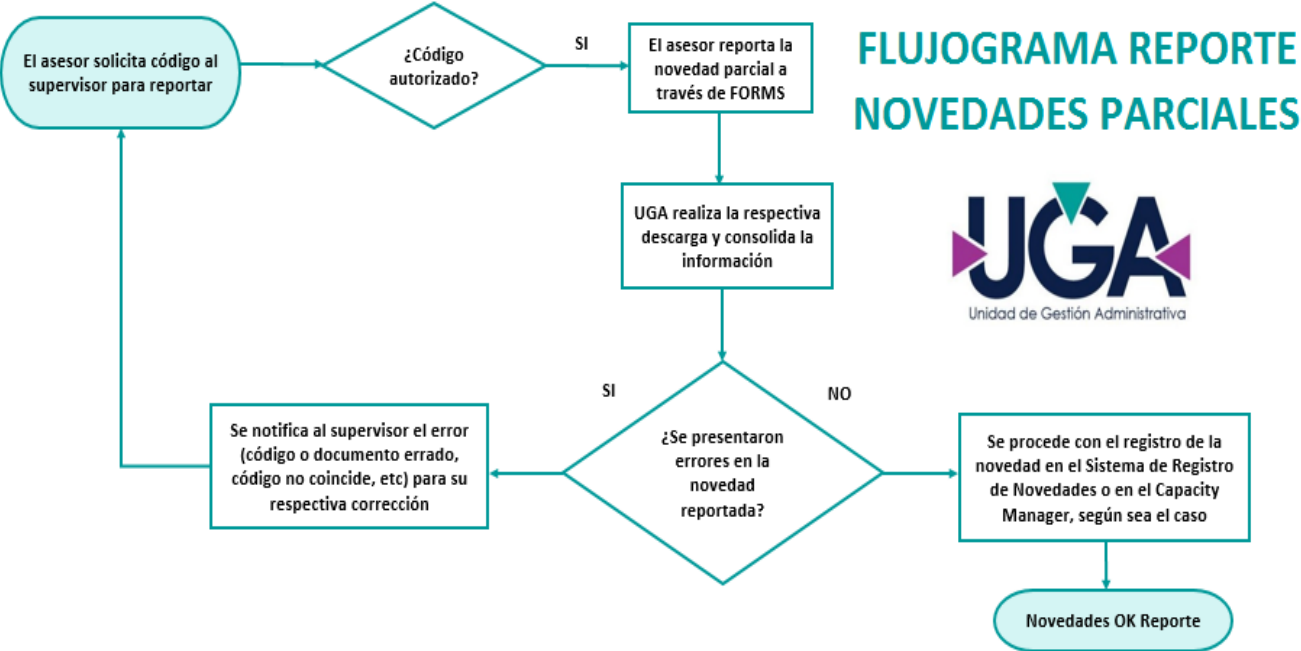 El asesor solicita código al
supervisor para reportar
¿Código
autorizado?
SI
El asesor reporta la
novedad parcial a
través de FORMS
FLUJOGRAMA REPORTE
NOVEDADES PARCIALES
UGA realiza la respectiva
descarga y consolida la
información
UGA
Unidad de Gestión Administrativa
SI
NO
¿Se presentaron
errores en la
novedad
reportada?
Se notifica al supervisor el error
(código o documento errado,
código no coincide, etc) para su
respectiva corrección
Se procede con el registro de la
novedad en el Sistema de Registro
de Novedades o en el Capacity
Manager, según sea el caso
Novedades OK Reporte